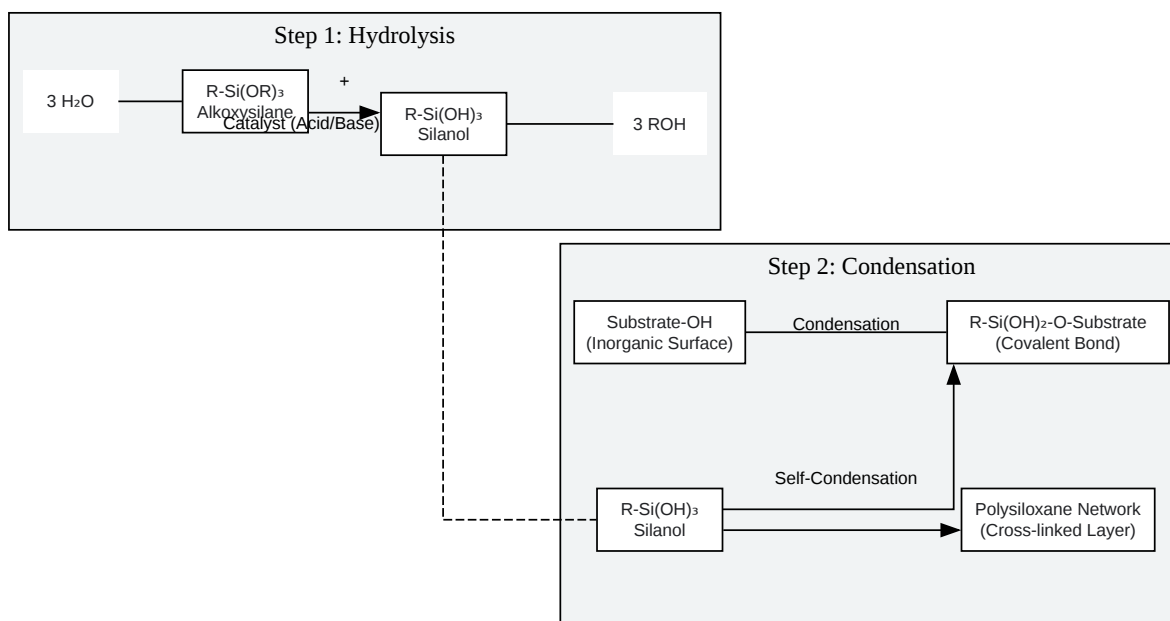 Step 1: Hydrolysis
3 H₂O
R-Si(OR)₃
Alkoxysilane
+
Catalyst (Acid/Base)
R-Si(OH)₃
Silanol
3 ROH
Step 2: Condensation
Substrate-OH
(Inorganic Surface)
Condensation
R-Si(OH)₂-O-Substrate
(Covalent Bond)
Self-Condensation
R-Si(OH)₃
Silanol
Polysiloxane Network
(Cross-linked Layer)